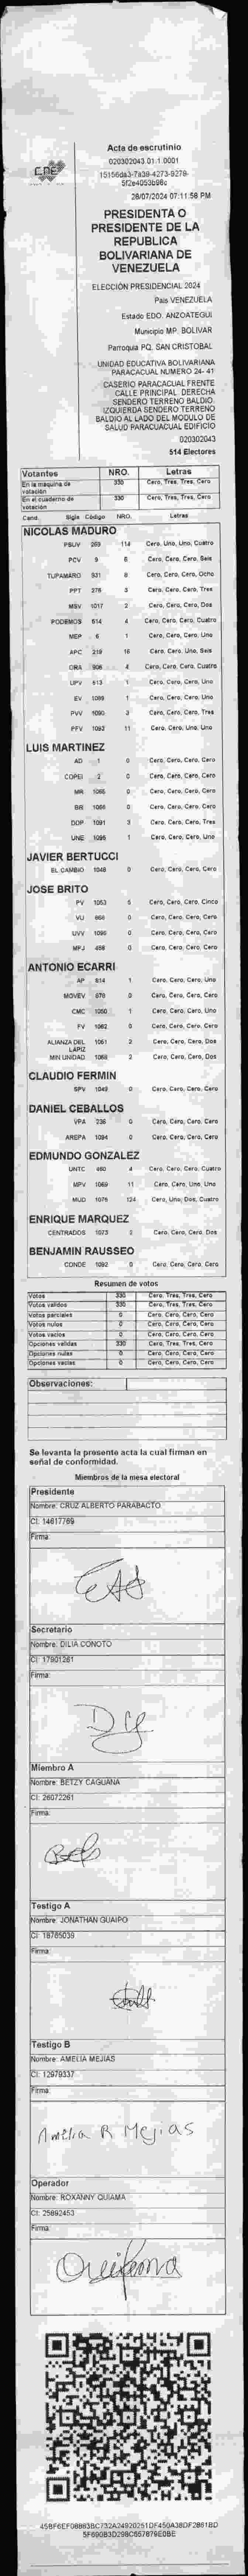 CNE
Acta de escrutinio
020302043.01.1.0001
28/07/2024 07:11:58 PM
PRESIDENTA O
PRESIDENTE DE LA
REPUBLICA
BOLIVARIANA DE
VENEZUELA
ELECCIÓN PRESIDENCIAL 2024
País VENEZUELA
Estado EDO. ANZOATEGUI
Municipio MP. BOLIVAR
Parroquia PQ. SAN CRISTOBAL
UNIDAD EDUCATIVA BOLIVARIANA
PARACACUAL NUMERO 24- 41
CASERIO PARACACUAL FRENTE
CALLE PRINCIPAL. DERECHA
SENDERO TERRENO BALDIO.
IZQUIERDA SENDERO TERRENO
BALDIO AL LADO DEL MODULO DE
SALUD PARACUACUAL EDIFICIO
020302043
514 Electores
Votantes NRO. Letras
En la máquina de votación 330 Cero, Tres, Tres, Cero
En el cuaderno de votación 330 Cero, Tres, Tres, Cero
Cand. Sigla Código NRO. Letras
NICOLAS MADURO
PSUV 269 114 Cero, Uno, Uno, Cuatro
PCV 9 6 Cero, Cero, Cero, Seis
TUPAMARO 531 8 Cero, Cero, Cero, Ocho
PPT 276 3 Cero, Cero, Cero, Tres
MSV 1017 2 Cero, Cero, Cero, Dos
PODEMOS 614 4 Cero, Cero, Cero, Cuatro
MEP 6 1 Cero, Cero, Cero, Uno
APC 219 16 Cero, Cero, Uno, Seis
ORA 906 4 Cero, Cero, Cero, Cuatro
UPV 613 1 Cero, Cero, Cero, Uno
EV 1089 1 Cero, Cero, Cero, Uno
PVV 1090 3 Cero, Cero, Cero, Tres
PFV 1093 11 Cero, Cero, Uno, Uno
LUIS MARTINEZ
AD 1 0 Cero, Cero, Cero, Cero
COPEI 2 0 Cero, Cero, Cero, Cero
MR 0 Cero, Cero, Cero, Cero
BR 0 Cero, Cero, Cero, Cero
DDP 1091 3 Cero, Cero, Cero, Tres
UNE 1095 1 Cero, Cero, Cero, Uno
JAVIER BERTUCCI
EL CAMBIO 1048 0 Cero, Cero, Cero, Cero
JOSE BRITO
PV 1053 5 Cero, Cero, Cero, Cinco
VU 868 0 Cero, Cero, Cero, Cero
UVV 1096 0 Cero, Cero, Cero, Cero
MPJ 458 0 Cero, Cero, Cero, Cero
ANTONIO ECARRI
AP 814 1 Cero, Cero, Cero, Uno
MOVEV 679 0 Cero, Cero, Cero, Cero
CMC 1050 1 Cero, Cero, Cero, Uno
FV 1062 0 Cero, Cero, Cero, Cero
ALIANZA DEL LAPIZ 1051 2 Cero, Cero, Cero, Dos
MIN UNIDAD 1068 2 Cero, Cero, Cero, Dos
CLAUDIO FERMIN
SPV 1049 0 Cero, Cero, Cero, Cero
DANIEL CEBALLOS
VPA 236 0 Cero, Cero, Cero, Cero
AREPA 1094 0 Cero, Cero, Cero, Cero
EDMUNDO GONZALEZ
UNTC 460 4 Cero, Cero, Cero, Cuatro
MPV 1069 11 Cero, Cero, Uno, Uno
MUD 1076 124 Cero, Uno, Dos, Cuatro
ENRIQUE MARQUEZ
CENTRADOS 1073 2 Cero, Cero, Cero, Dos
BENJAMIN RAUSSEO
CONDE 1092 0 Cero, Cero, Cero, Cero
Resumen de votos
Votos 330 Cero, Tres, Tres, Cero
Votos válidos 330 Cero, Tres, Tres, Cero
Votos parciales 0 Cero, Cero, Cero, Cero
Votos nulos 0 Cero, Cero, Cero, Cero
Votos vacíos 0 Cero, Cero, Cero, Cero
Opciones válidas 330 Cero, Tres, Tres, Cero
Opciones nulas 0 Cero, Cero, Cero, Cero
Opciones vacías 0 Cero, Cero, Cero, Cero
Observaciones:
Se levanta la presente acta la cual firman en
señal de conformidad.
Miembros de la mesa electoral
Presidente
Nombre: CRUZ ALBERTO PARABACTO
CI: 14617769
Firma:
Secretario
Nombre: DILIA CONOTO
CI: 17901261
Firma:
Miembro A
Nombre: BETZY CAGUANA
CI: 26072261
Firma:
Testigo A
Nombre: JONATHAN GUAIPO
CI: 18765039
Firma:
Testigo B
Nombre: AMELIA MEJIAS
CI: 12979337
Firma:
Amelia R Mejias
Operador
Nombre: ROXANNY QUIAMA
CI: 25892453
Firma: